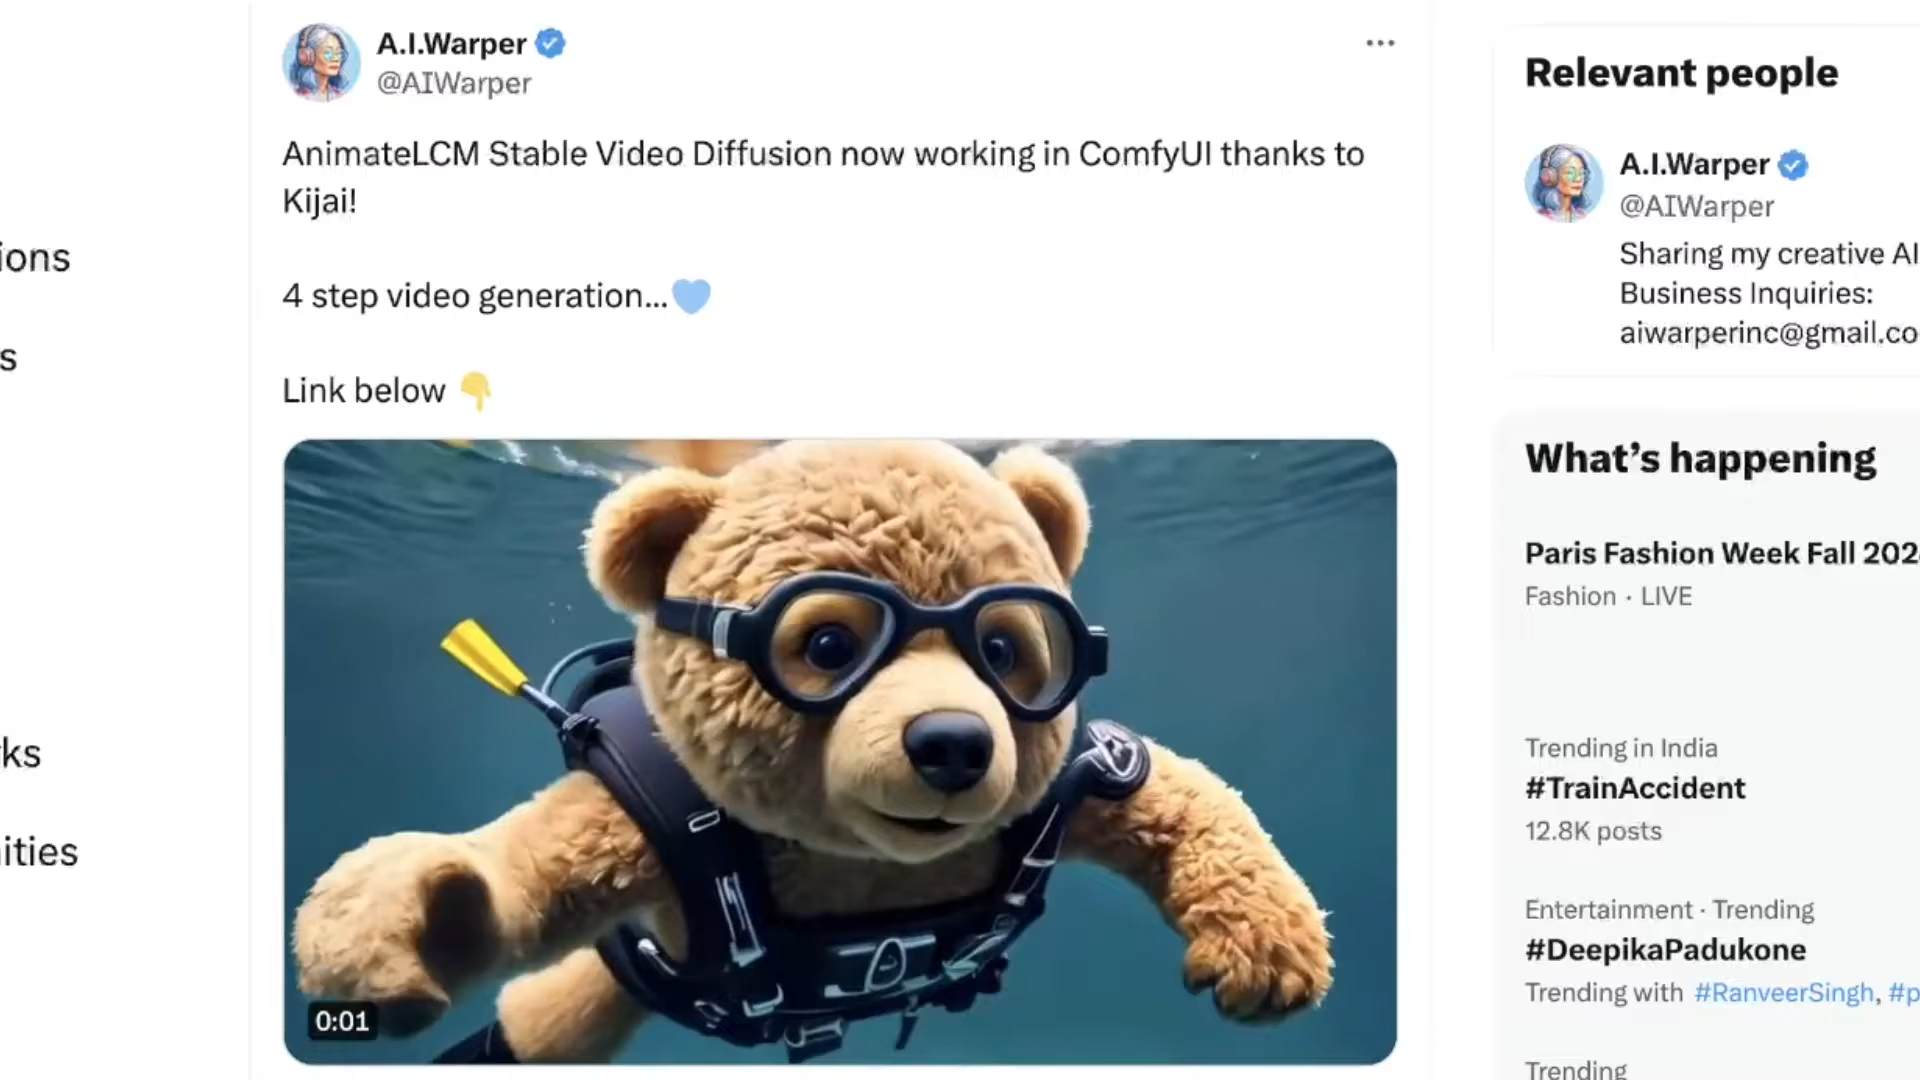 A.I.Warper
@AIWarper
AnimateLCM Stable Video Diffusion now working in ComfyUI thanks to
Kijai!
4 step video generation...
Link below
0:01
ions
s
ks
ities
Relevant people
A.I.Warper
@AIWarper
Sharing my creative AI
Business Inquiries:
aiwarperinc@gmail.co
What's happening
Paris Fashion Week Fall 202
Fashion · LIVE
Trending in India
#TrainAccident
12.8K posts
Entertainment · Trending
#DeepikaPadukone
Trending with #RanveerSingh, #p
Trending